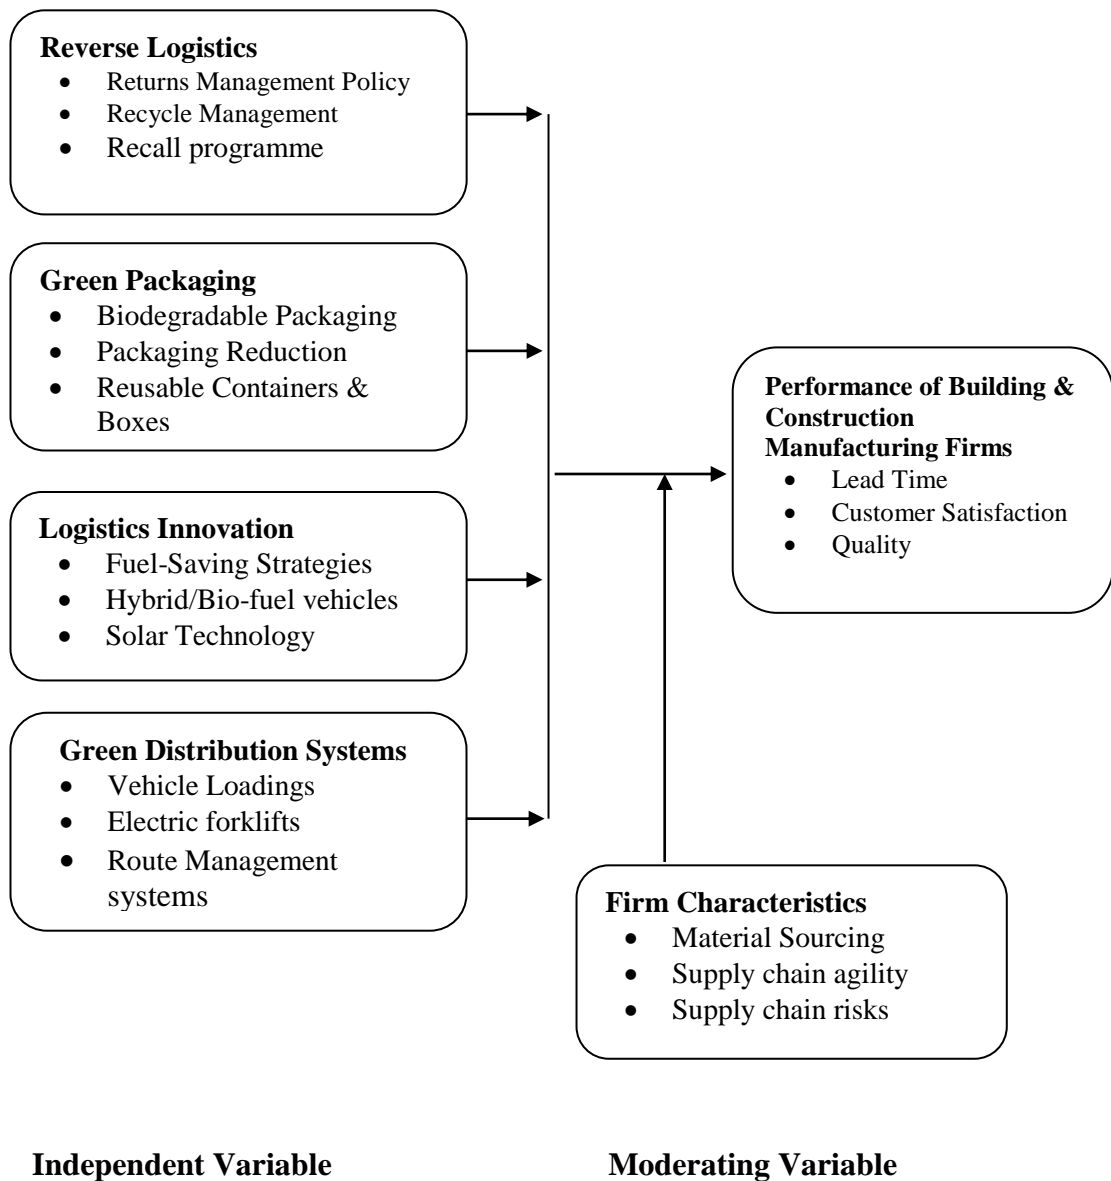 Reverse Logistics
• Returns Management Policy
• Recycle Management
• Recall programme
Green Packaging
• Biodegradable Packaging
• Packaging Reduction
• Reusable Containers &
Boxes
Logistics Innovation
• Fuel-Saving Strategies
• Hybrid/Bio-fuel vehicles
• Solar Technology
Green Distribution Systems
• Vehicle Loadings
• Electric forklifts
• Route Management
systems
Performance of Building &
Construction
Manufacturing Firms
• Lead Time
• Customer Satisfaction
• Quality
Firm Characteristics
• Material Sourcing
• Supply chain agility
• Supply chain risks
Independent Variable
Moderating Variable